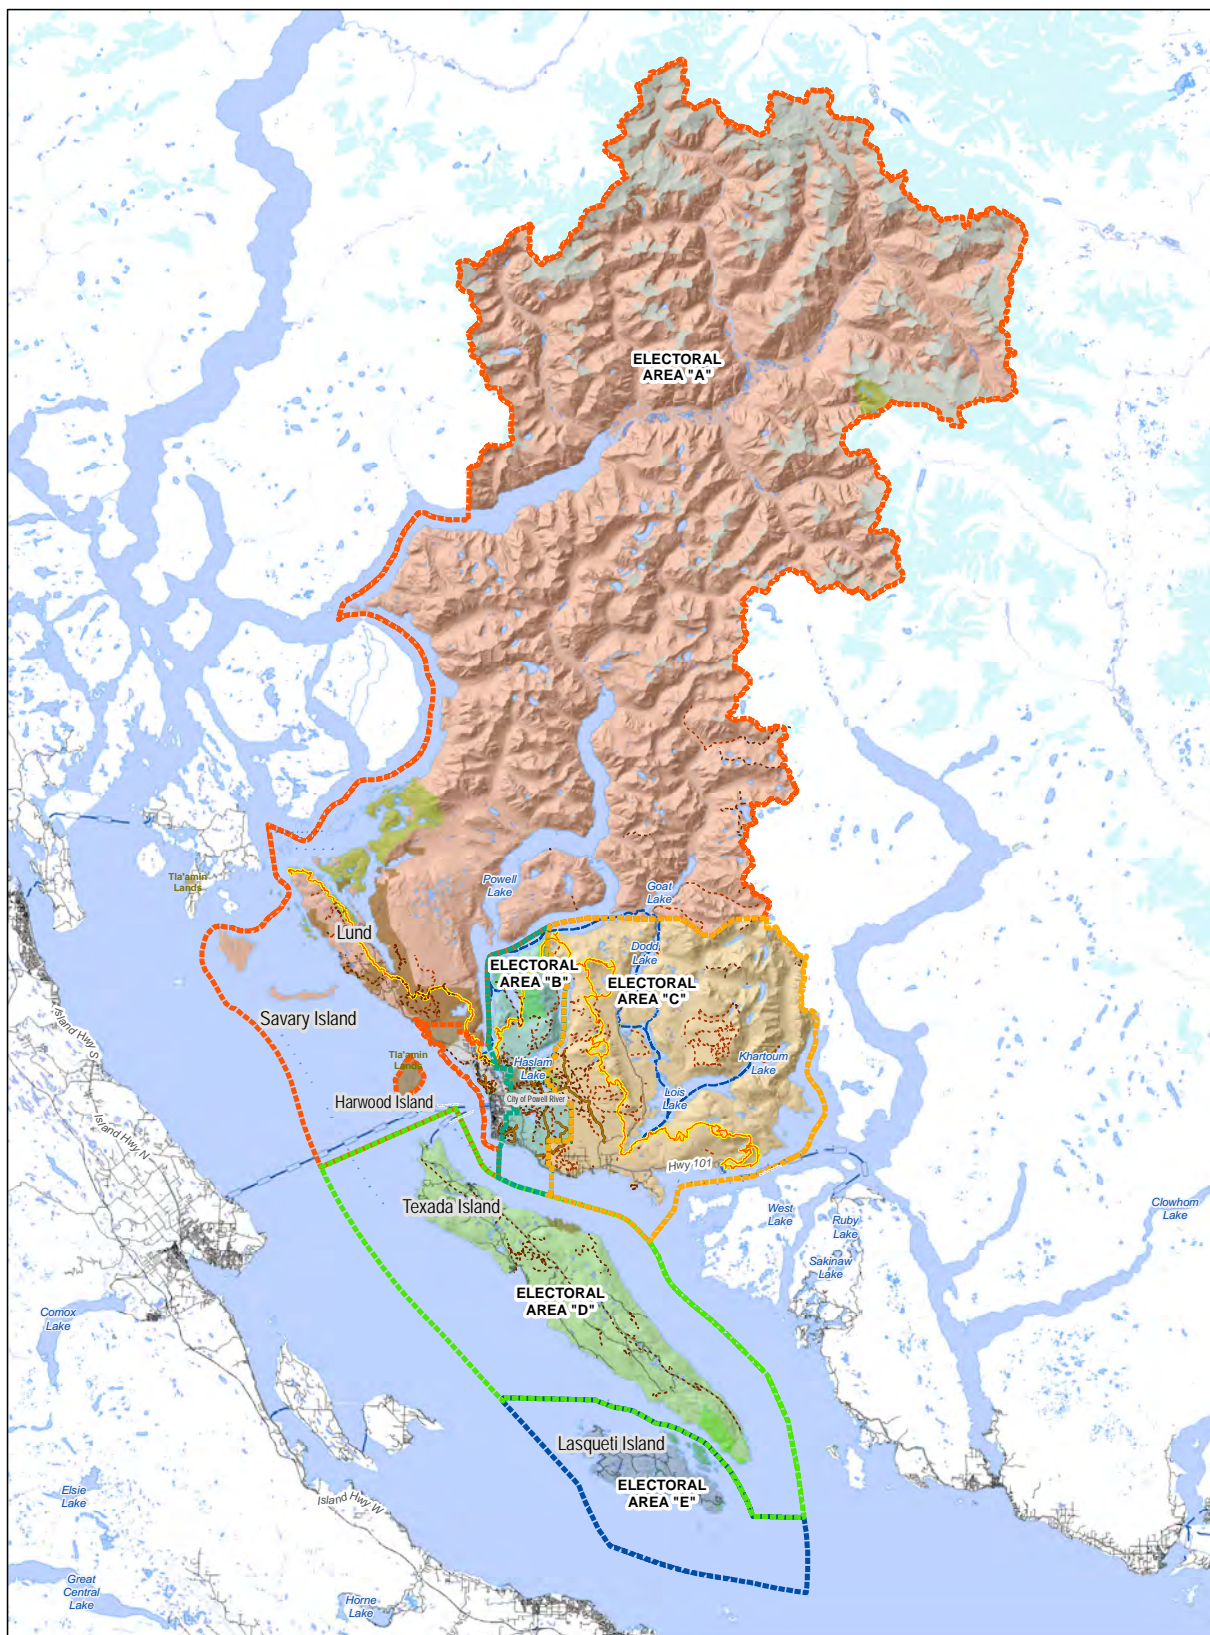 ELECTORAL
AREA "A"
Tla'amin
Lands
Powell
Lake
Goat
Lake
Lund
Dodd
Lake
ELECTORAL
AREA "B"
ELECTORAL
AREA "C"
Savary Island
Island Hwy S
Tla'amin
Lands
Haslam
Lake
Khartoum
Lake
Harwood Island
City of Powell River
Lois
Lake
Island Hwy N
Hwy 101
Texada Island
West
Lake
Ruby
Lake
Clowhom
Lake
Sakinaw
Lake
ELECTORAL
AREA "D"
Comox
Lake
Lasqueti Island
ELECTORAL
AREA "E"
Elsie
Lake
Island Hwy W
Great
Central
Lake
Horne
Lake